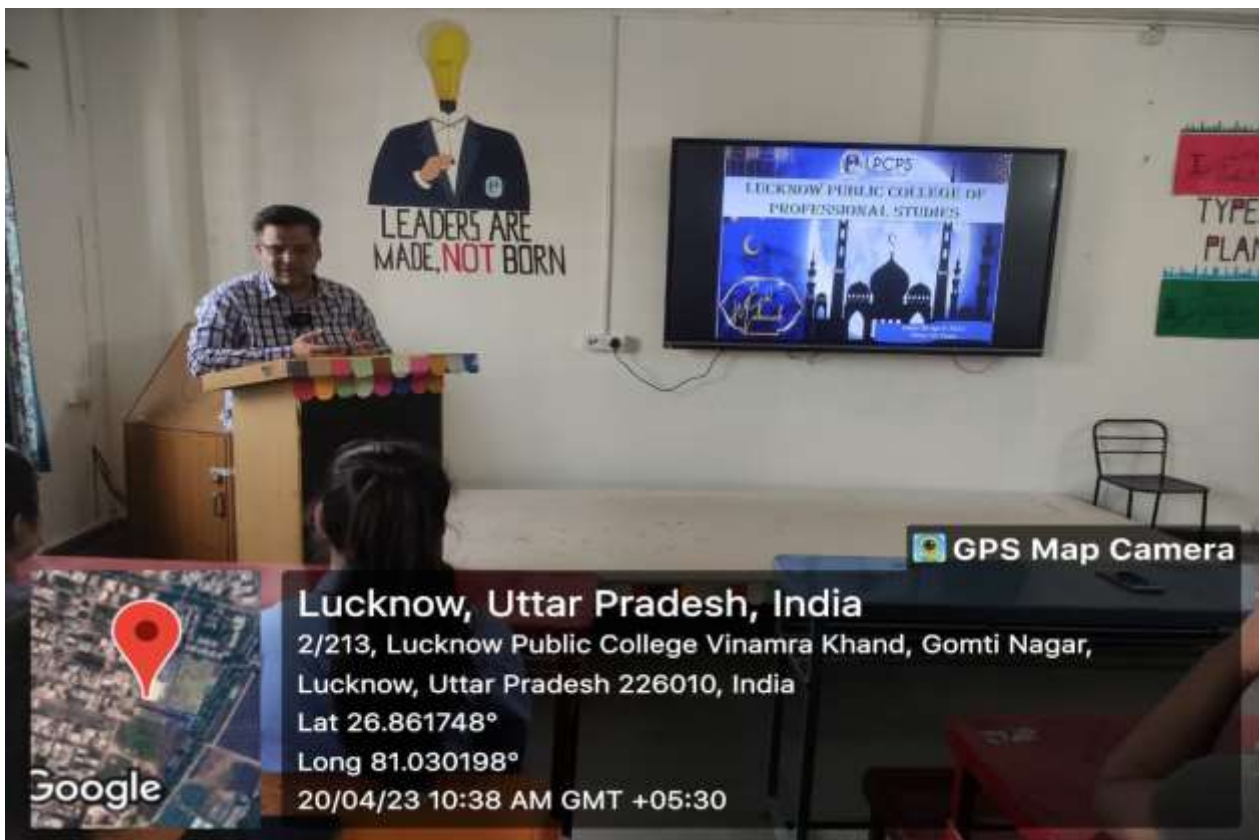 LEADERS ARE
MADE, NOT BORN
LPCPS
LUCKNOW PUBLIC COLLEGE OF
PROFESSIONAL STUDIES
TYPE
PLA
GPS Map Camera
Lucknow, Uttar Pradesh, India
2/213, Lucknow Public College Vinamra Khand, Gomti Nagar,
Lucknow, Uttar Pradesh 226010, India
Lat 26.861748°
Long 81.030198°
20/04/23 10:38 AM GMT +05:30
Google